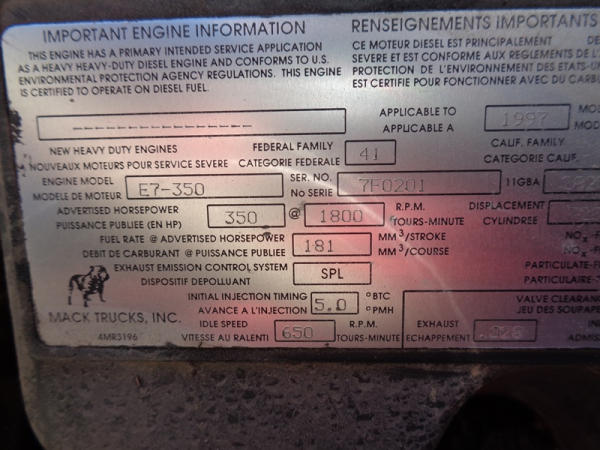 IMPORTANT ENGINE INFORMATION
THIS ENGINE HAS A PRIMARY INTENDED SERVICE APPLICATION
AS A HEAVY HEAVY-DUTY DIESEL ENGINE AND CONFORMS TO U.S.
ENVIRONMENTAL PROTECTION AGENCY REGULATIONS. THIS ENGINE
IS CERTIFIED TO OPERATE ON DIESEL FUEL.
RENSEIGNEMENTS IMPORTANTS
CE MOTEUR DIESEL EST PRINCIPALEMENT
SEVERE ET EST CONFORME AUX REGLEMENTS DE L'
PROTECTION DE L'ENVIRONEMENT DES ETATS-
EST CERTIFIE POUR FONCTIONNER AVEC DU
---------------
APPLICABLE TO 1997
APPLICABLE A
NEW HEAVY DUTY ENGINES FEDERAL FAMILY 41 CALIF. FAMILY
NOUVEAUX MOTEURS POUR SERVICE SEVERE CATEGORIE FEDERALE CATEGORIE CALIF.
ENGINE MODEL E7-350 SER. NO. 7F0201 11GBA
MODELE DE MOTEUR No SERIE
ADVERTISED HORSEPOWER 350 @ 1800 R.P.M. DISPLACEMENT
PUISSANCE PUBLIEE (EN HP) TOURS-MINUTE CYLINDREE
FUEL RATE @ ADVERTISED HORSEPOWER 181 MM3/STROKE
DEBIT DE CARBURANT @ PUISSANCE PUBLIEE MM3/COURSE
EXHAUST EMISSION CONTROL SYSTEM SPL PARTICULATE-
DISPOSITIF DEPOLLUANT PARTICULAIRE-
INITIAL INJECTION TIMING 5.0 °BTC VALVE
AVANCE A L'INJECTION °PMH JEU DES
MACK TRUCKS, INC.
IDLE SPEED 650 R.P.M. EXHAUST
4MR3196 VITESSE AU RALENTI TOURS-MINUTE ECHAPPEMENT